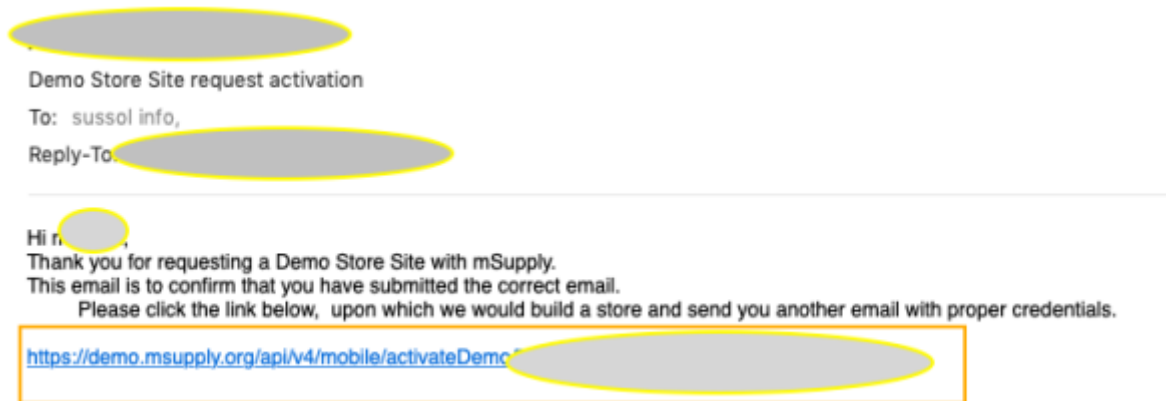 Demo Store Site request activation
To: sussol info,
Reply-To:
Hi
Thank you for requesting a Demo Store Site with mSupply.
This email is to confirm that you have submitted the correct email.
Please click the link below, upon which we would build a store and send you another email with proper credentials.
https://demo.msupply.org/api/v4/mobile/activateDemo